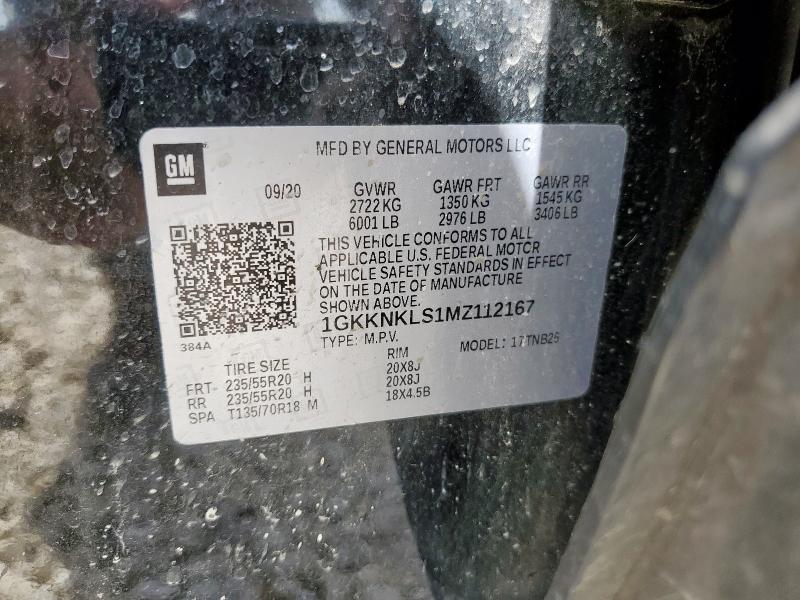 GM
MFD BY GENERAL MOTORS LLC
09/20 GVWR GAWR FRT GAWR RR
2722 KG 1350 KG 1545 KG
6001 LB 2976 LB 3406 LB
THIS VEHICLE CONFORMS TO ALL
APPLICABLE U.S. FEDERAL MOTOR
VEHICLE SAFETY STANDARDS IN EFFECT
ON THE DATE OF MANUFACTURE
SHOWN ABOVE.
1GKKNKLS1MZ112167
384A
TYPE: M.P.V. MODEL: 1TTNB26
TIRE SIZE RIM
FRT- 235/55R20 H 20X8J
RR 235/55R20 H 20X8J
SPA T135/70R18 M 18X4.5B